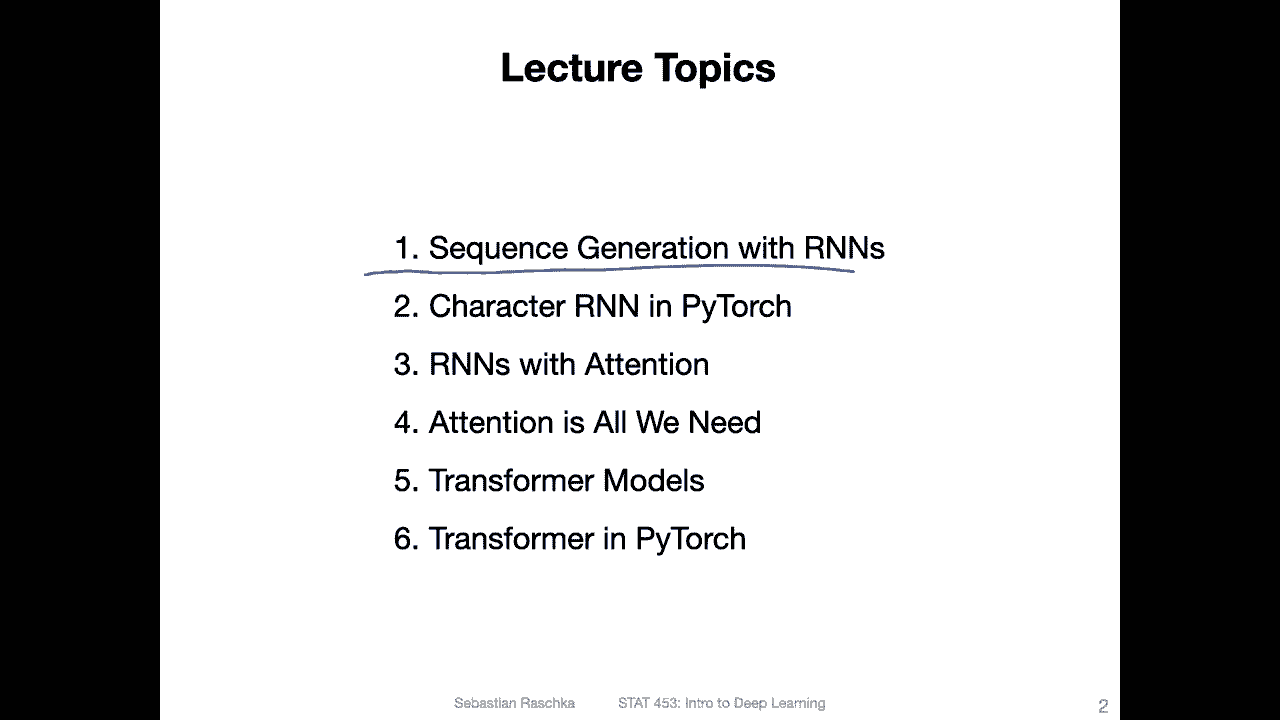 Lecture Topics
1. Sequence Generation with RNNs
2. Character RNN in PyTorch
3. RNNs with Attention
4. Attention is All We Need
5. Transformer Models
6. Transformer in PyTorch
Sebastian Raschka STAT 453: Intro to Deep Learning 2